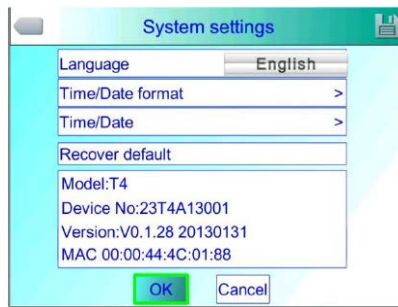 System settings
Language English
Time/Date format >
Time/Date >
Recover default
Model:T4
Device No:23T4A13001
Version:V0.1.28 20130131
MAC 00:00:44:4C:01:88
OK Cancel